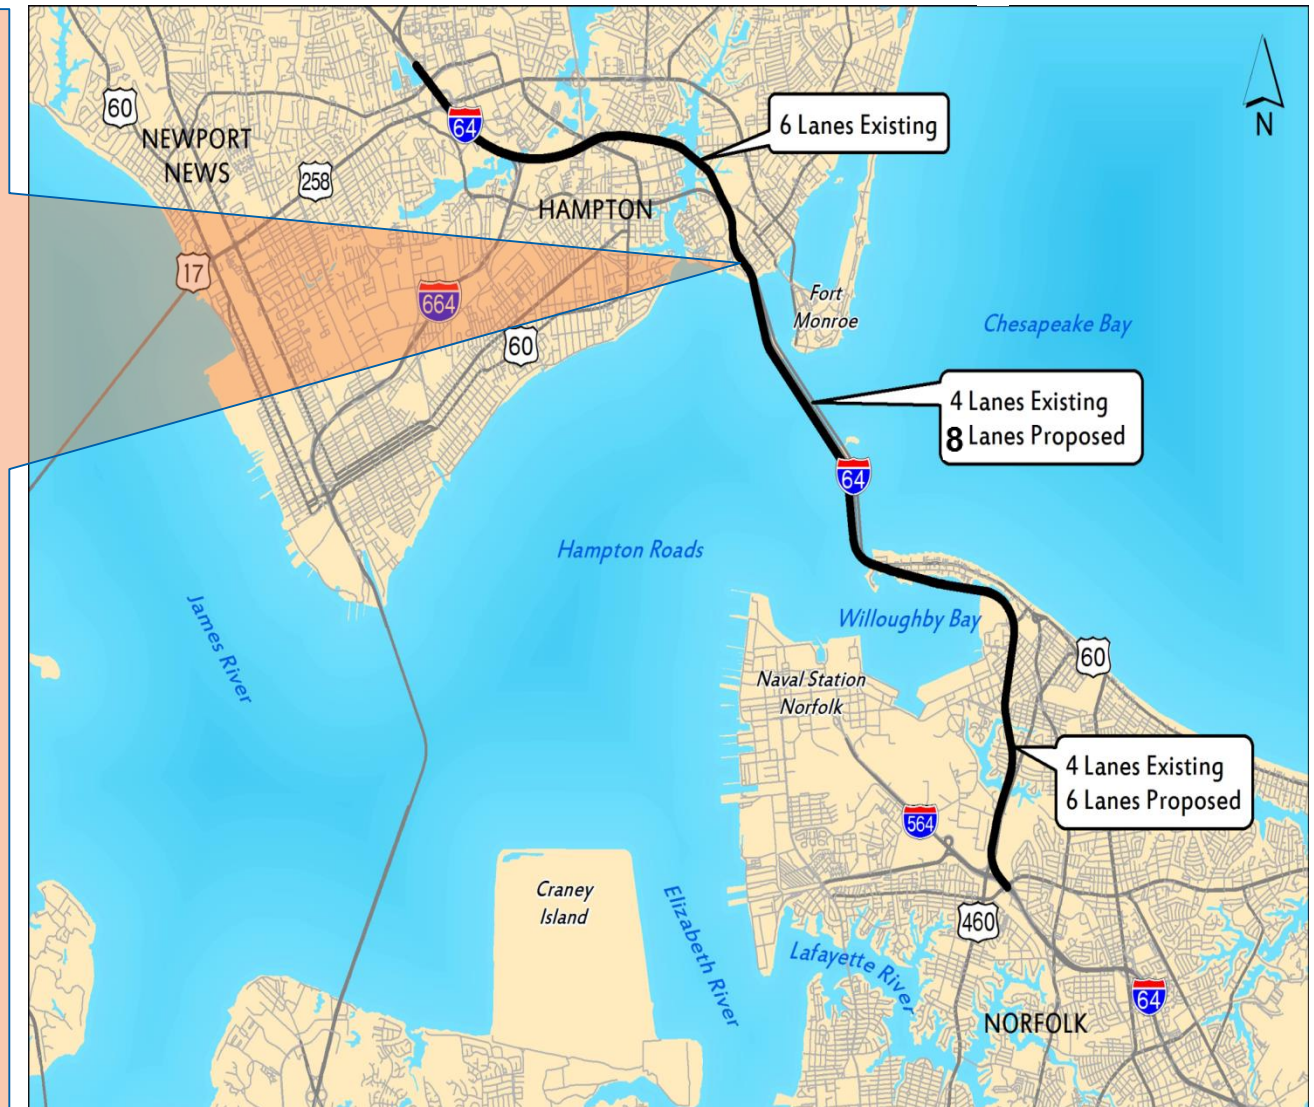 60
NEWPORT
NEWS
64
6 Lanes Existing
N
258
HAMPTON
17
664
60
Fort
Monroe
Chesapeake Bay
4 Lanes Existing
8 Lanes Proposed
64
Hampton Roads
James River
Willoughby Bay
60
Naval Station
Norfolk
4 Lanes Existing
6 Lanes Proposed
564
Craney
Island
Elizabeth River
460
Lafayette River
64
NORFOLK